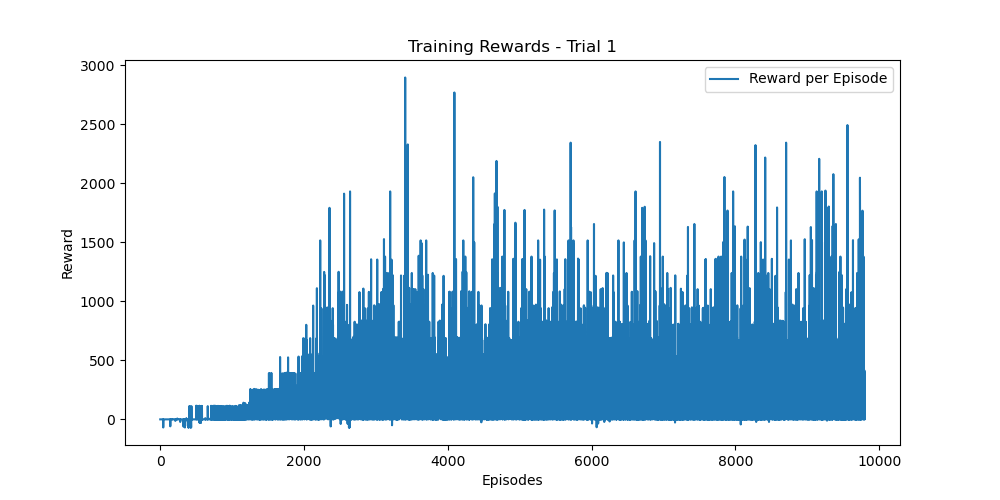 Training Rewards - Trial 1
Reward per Episode
Reward
3000
2500
2000
1500
1000
500
0
0 2000 4000 6000 8000 10000
Episodes